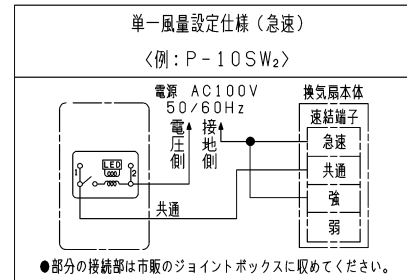 単一風量設定仕様（急速）
〈例：P－10SW₂〉
電源 AC100V
50/60Hz
電圧側
接地側
換気扇本体
速結端子
急速
共通
強
弱
LED
1
2
共通
●部分の接続部は市販のジョイントボックスに収めてください。